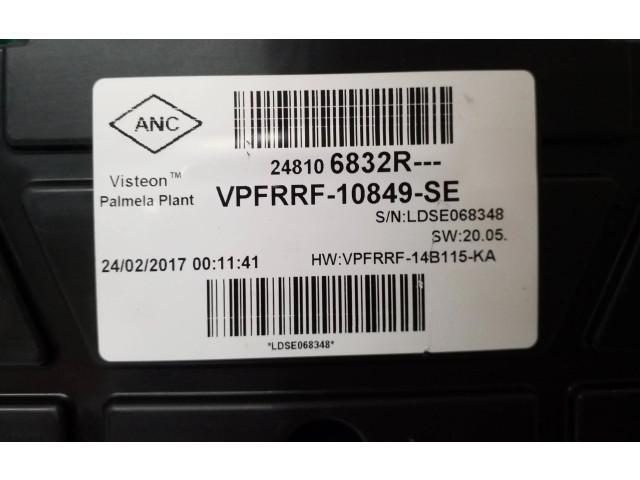 ANC
Visteon™
Palmela Plant
24810 6832R---
VPFRRF-10849-SE
S/N:LDSE068348
SW:20.05.
24/02/2017 00:11:41
HW:VPFRRF-14B115-KA
*LDSE068348*